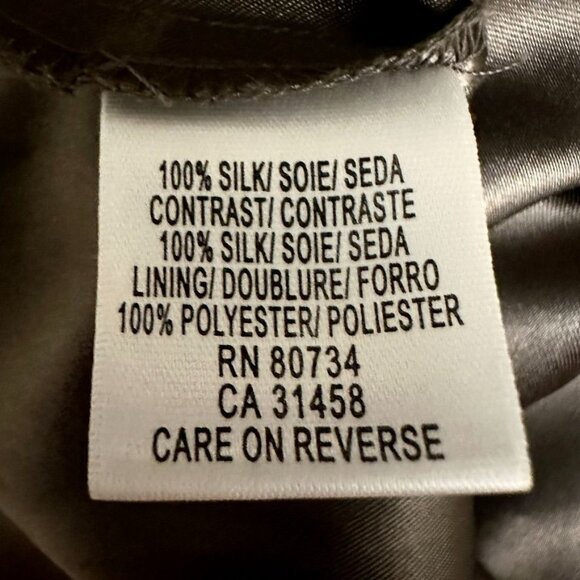 100% SILK/ SOIE/ SEDA
CONTRAST/ CONTRASTE
100% SILK/ SOIE/ SEDA
LINING/ DOUBLURE/ FORRO
100% POLYESTER/ POLIESTER
RN 80734
CA 31458
CARE ON REVERSE